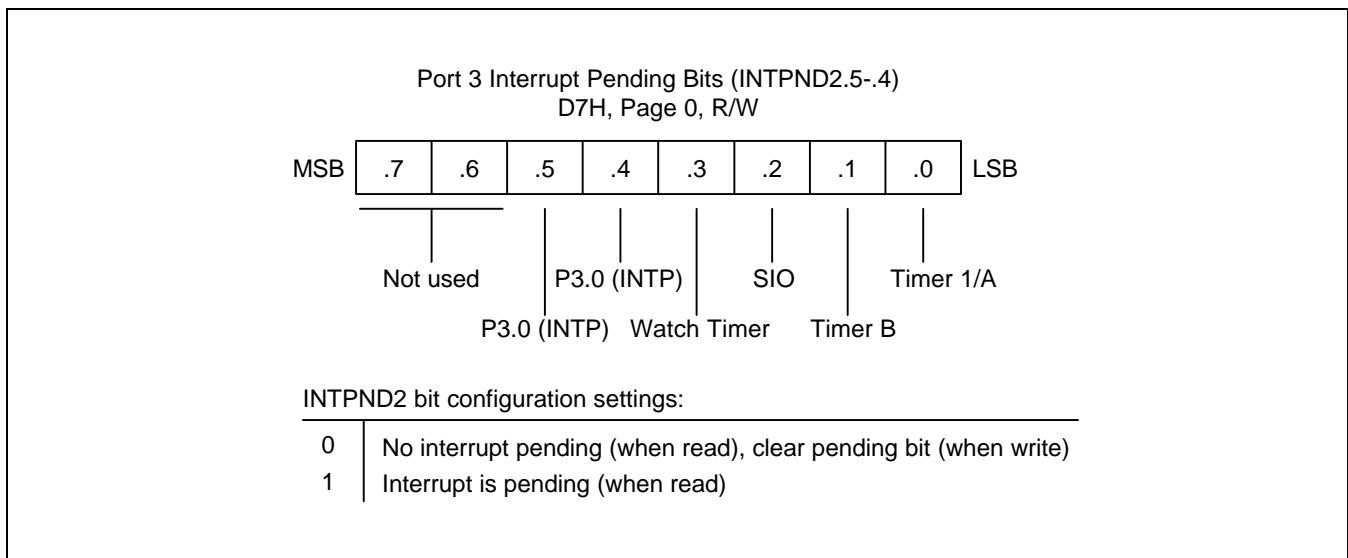 Port 3 Interrupt Pending Bits (INTPND2.5-.4)
D7H, Page 0, R/W
MSB .7 .6 .5 .4 .3 .2 .1 .0 LSB
Not used P3.0 (INTP) SIO Timer 1/A
P3.0 (INTP) Watch Timer Timer B
INTPND2 bit configuration settings:
0 No interrupt pending (when read), clear pending bit (when write)
1 Interrupt is pending (when read)